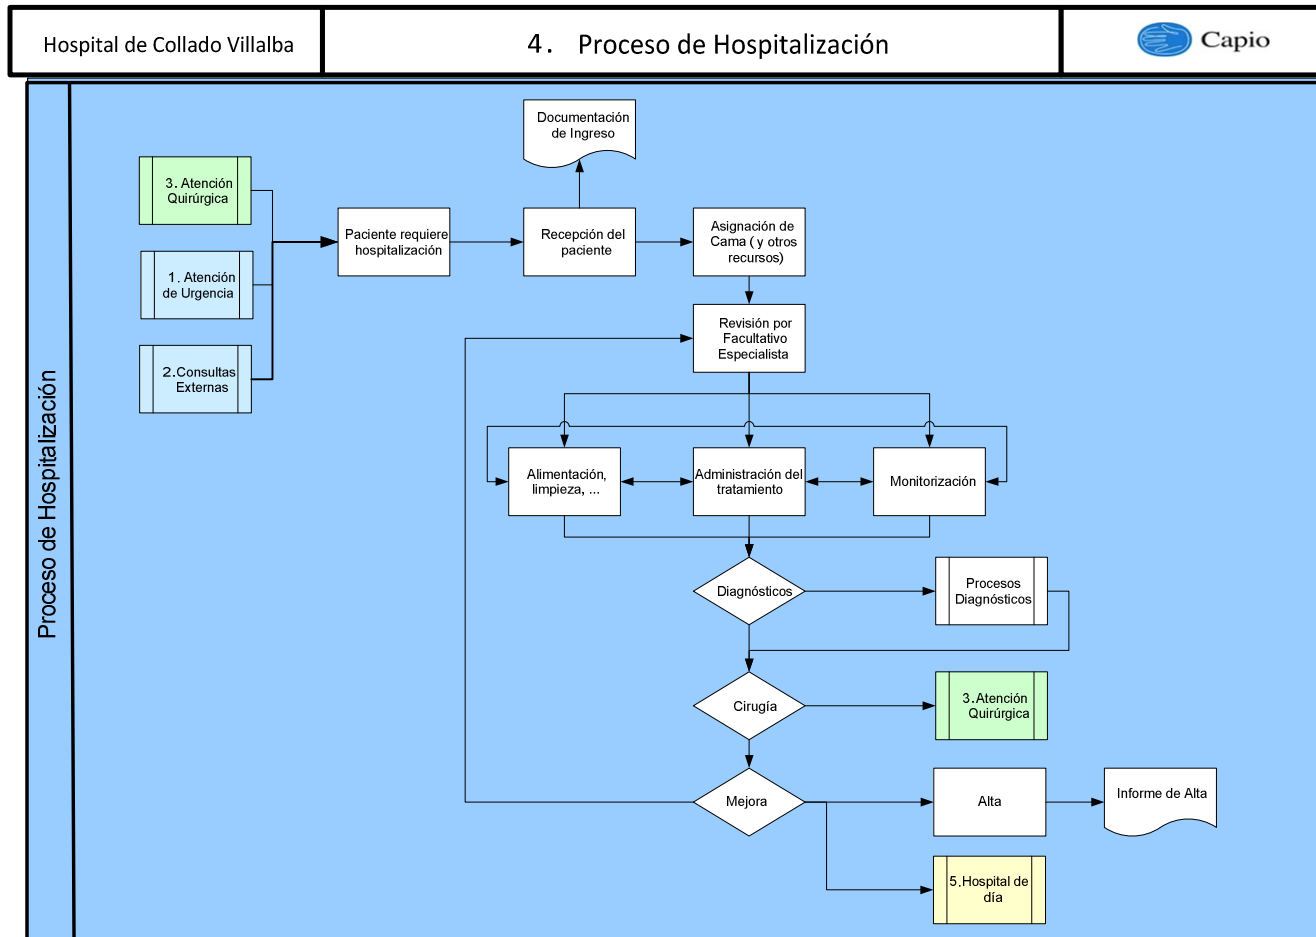 Hospital de Collado Villalba
4. Proceso de Hospitalización
Capio
Proceso de Hospitalización
Documentación
de Ingreso
3. Atención
Quirúrgica
1. Atención
de Urgencia
2.Consultas
Externas
Paciente requiere
hospitalización
Recepción del
paciente
Asignación de
Cama ( y otros
recursos)
Revisión por
Facultativo
Especialista
Alimentación,
limpieza, ...
Administración del
tratamiento
Monitorización
Diagnósticos
Procesos
Diagnósticos
Cirugía
3.Atención
Quirúrgica
Mejora
Alta
Informe de Alta
5.Hospital de
día